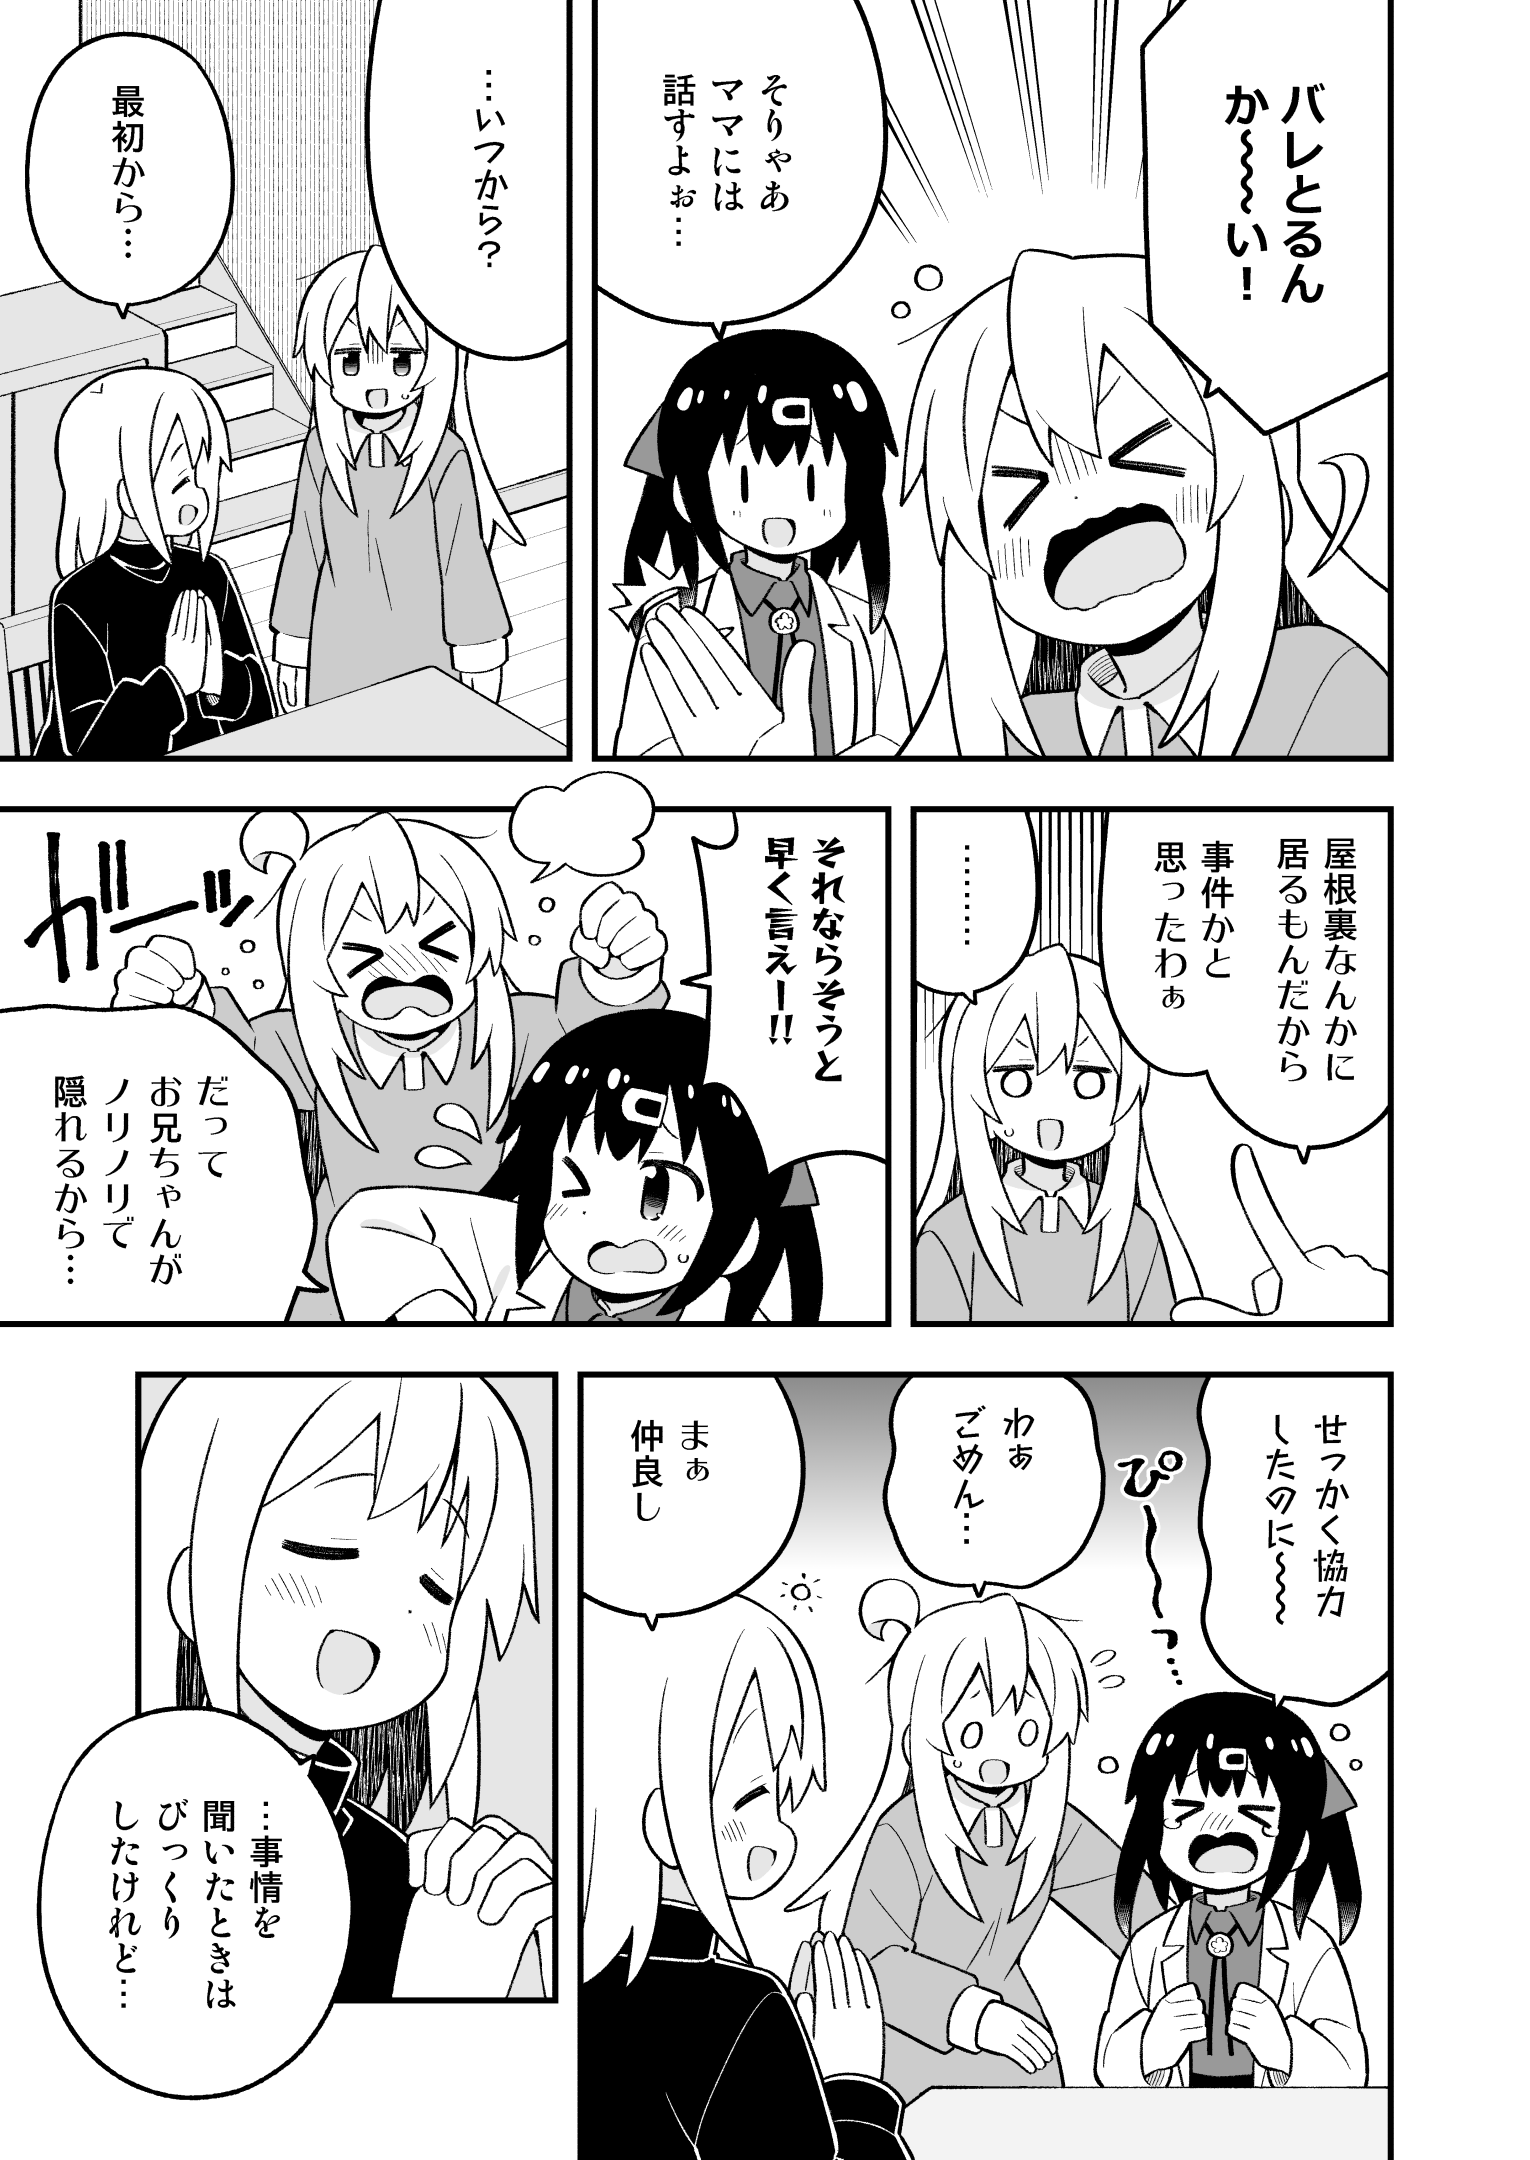 バレとるん
か〜〜〜い！
そりゃあ
ママには
話すよぉ…
…いつから？
最初から…
屋根裏なんかに
居るもんだから
事件かと
思ったわぁ
………
それならそうと
早く言えー!!
ガーーッ
だって
お兄ちゃんが
ノリノリで
隠れるから…
せっかく協力
したのに〜〜〜
ぴ〜〜っ…
わぁ
ごめん…
まぁ
仲良し
…事情を
聞いたときは
びっくり
したけれど…